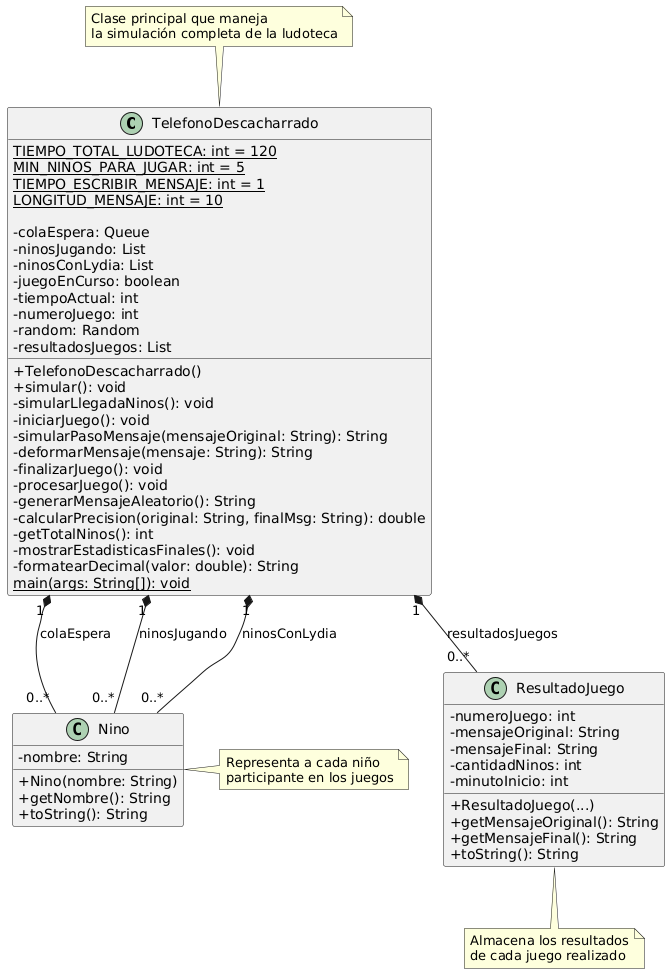 Clase principal que maneja
la simulación completa de la ludoteca
C TelefonoDescacharrado
TIEMPO_TOTAL_LUDOTECA: int = 120
MIN_NINOS_PARA_JUGAR: int = 5
TIEMPO_ESCRIBIR_MENSAJE: int = 1
LONGITUD_MENSAJE: int = 10
-colaEspera: Queue
-ninosJugando: List
-ninosConLydia: List
-juegoEnCurso: boolean
-tiempoActual: int
-numeroJuego: int
-random: Random
-resultadosJuegos: List
+TelefonoDescacharrado()
+simular(): void
-simularLlegadaNinos(): void
-iniciarJuego(): void
-simularPasoMensaje(mensajeOriginal: String): String
-deformarMensaje(mensaje: String): String
-finalizarJuego(): void
-procesarJuego(): void
-generarMensajeAleatorio(): String
-calcularPrecision(original: String, finalMsg: String): double
-getTotalNinos(): int
-mostrarEstadisticasFinales(): void
-formatearDecimal(valor: double): String
main(args: String[]): void
1 1 1 1
colaEspera ninosJugando ninosConLydia resultadosJuegos
0..* 0..* 0..* 0..*
C Nino
-nombre: String
+Nino(nombre: String)
+getNombre(): String
+toString(): String
Representa a cada niño
participante en los juegos
C ResultadoJuego
-numeroJuego: int
-mensajeOriginal: String
-mensajeFinal: String
-cantidadNinos: int
-minutoInicio: int
+ResultadoJuego(...)
+getMensajeOriginal(): String
+getMensajeFinal(): String
+toString(): String
Almacena los resultados
de cada juego realizado